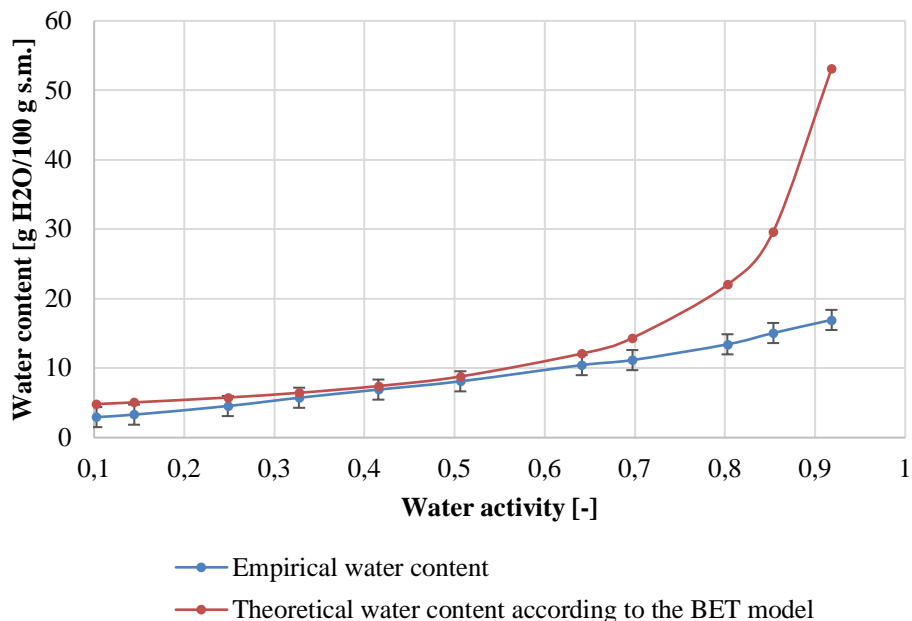 Water content [g H2O/100 g s.m.]
60
50
40
30
20
10
0
0,1 0,2 0,3 0,4 0,5 0,6 0,7 0,8 0,9 1
Water activity [-]
Empirical water content
Theoretical water content according to the BET model